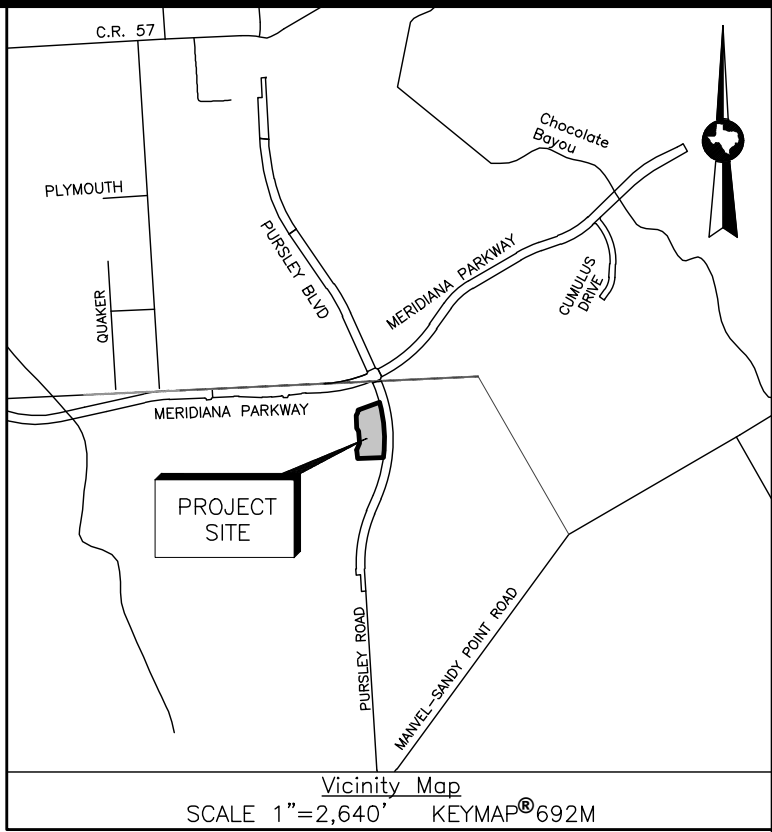 C.R. 57
Chocolate
Bayou
PLYMOUTH
PURSLEY BLVD
MERIDIANA PARKWAY
CUMULUS
DRIVE
QUAKER
MERIDIANA PARKWAY
PROJECT
SITE
PURSLEY ROAD
MANVEL-SANDY POINT ROAD
Vicinity Map
SCALE 1"=2,640' KEYMAP® 692M